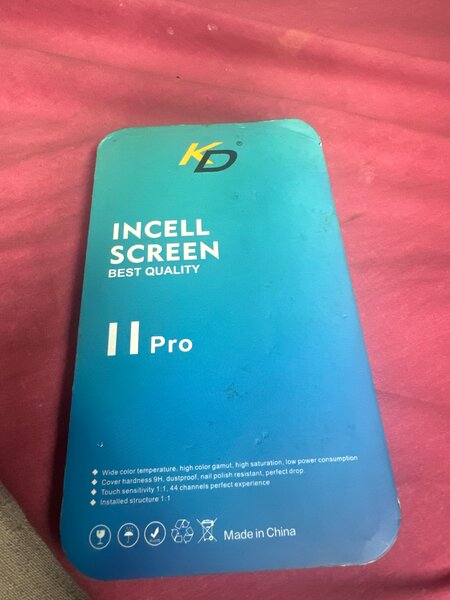 KD®
INCELL
SCREEN
BEST QUALITY
11 Pro
Wide color temperature, high color gamut, high saturation, low power consumption
Cover hardness 9H, dustproof, nail polish resistant, perfect drop
Touch sensitivity 1:1, 44 channels perfect experience
Installed structure 1:1
Made in China